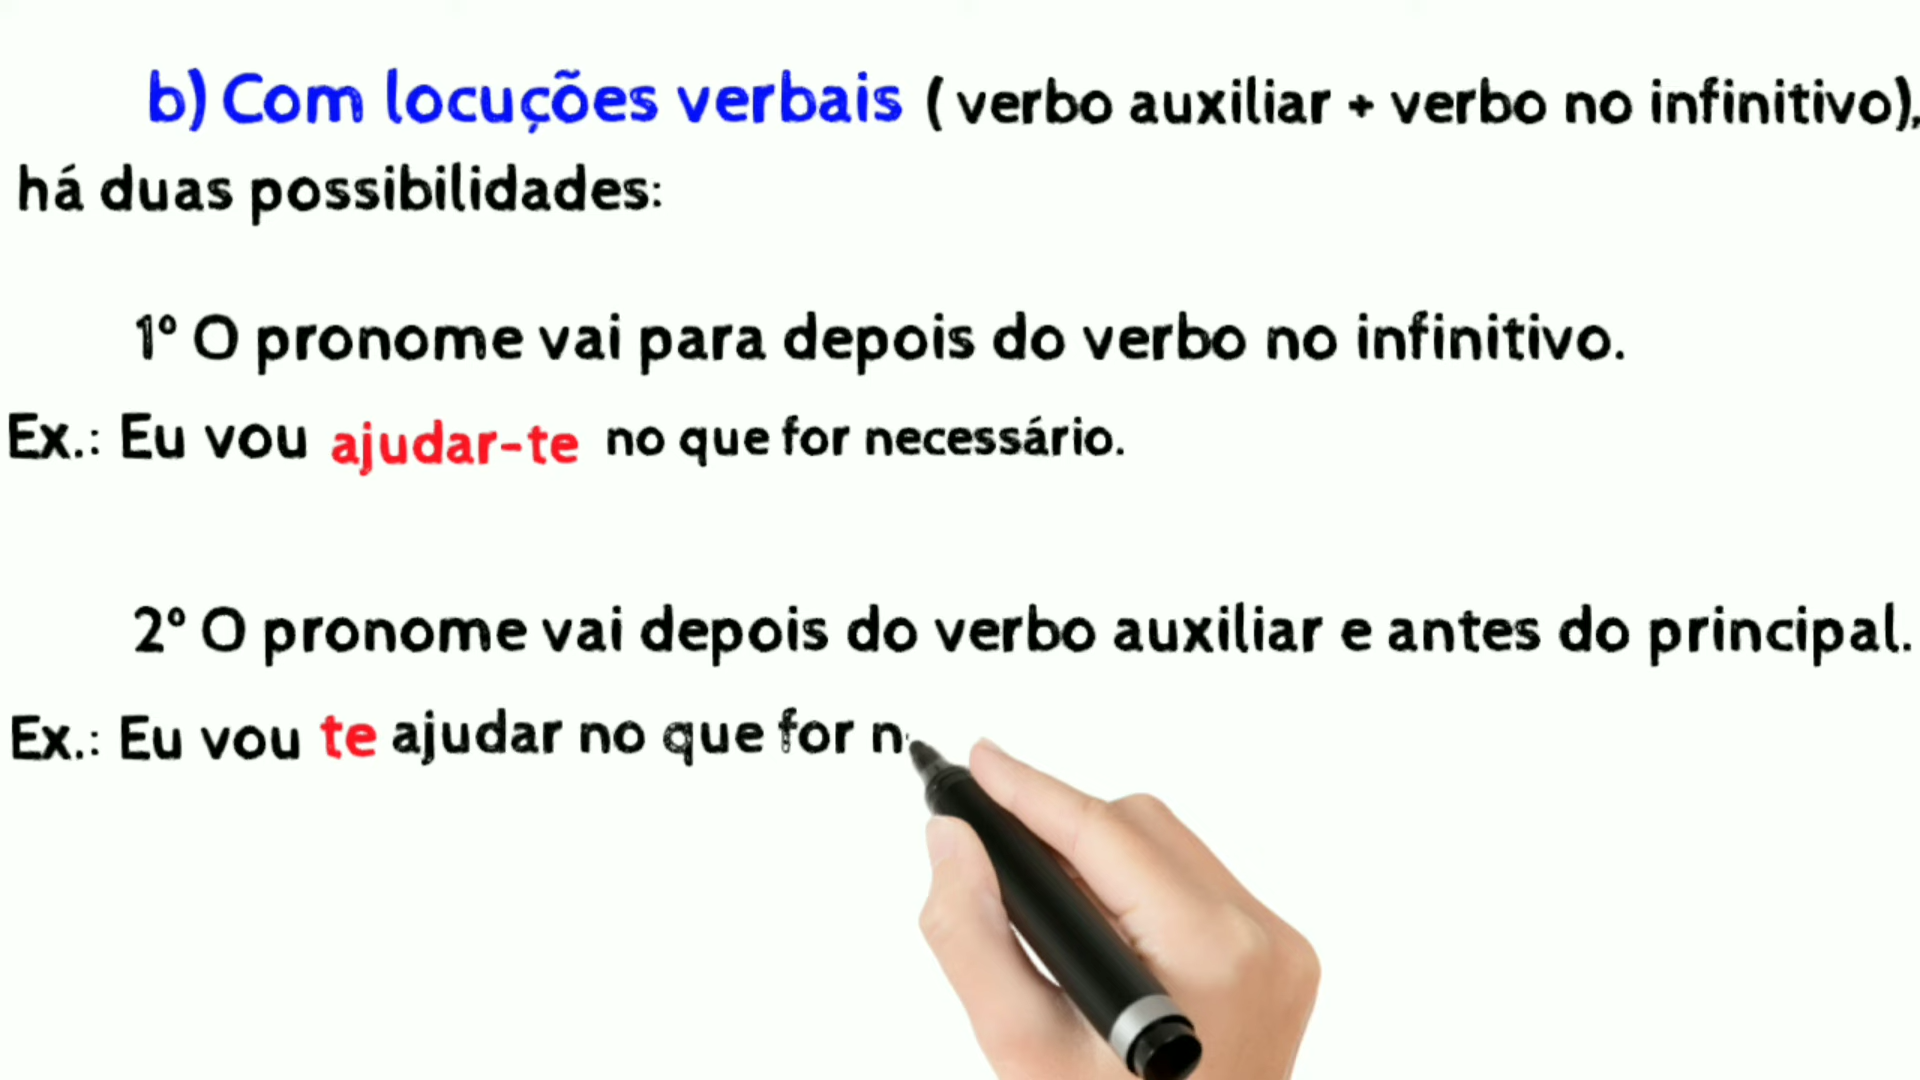 b) Com locuções verbais ( verbo auxiliar + verbo no infinitivo),
há duas possibilidades:
1º O pronome vai para depois do verbo no infinitivo.
Ex.: Eu vou ajudar-te no que for necessário.
2º O pronome vai depois do verbo auxiliar e antes do principal.
Ex.: Eu vou te ajudar no que for n